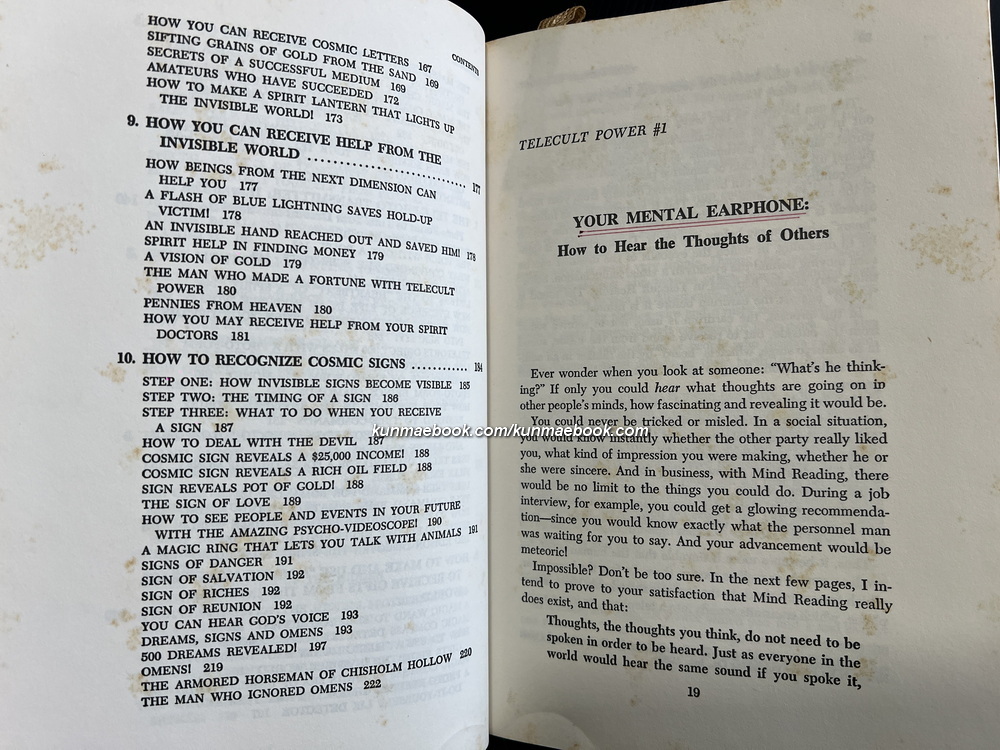 CONTENTS
HOW YOU CAN RECEIVE COSMIC LETTERS 167
SIFTING GRAINS OF GOLD FROM THE SAND 169
SECRETS OF A SUCCESSFUL MEDIUM 169
AMATEURS WHO HAVE SUCCEEDED 172
HOW TO MAKE A SPIRIT LANTERN THAT LIGHTS UP
THE INVISIBLE WORLD! 173
9. HOW YOU CAN RECEIVE HELP FROM THE
INVISIBLE WORLD .......................... 177
HOW BEINGS FROM THE NEXT DIMENSION CAN
HELP YOU 177
A FLASH OF BLUE LIGHTNING SAVES HOLD-UP
VICTIM! 178
AN INVISIBLE HAND REACHED OUT AND SAVED HIM! 178
SPIRIT HELP IN FINDING MONEY 179
A VISION OF GOLD 179
THE MAN WHO MADE A FORTUNE WITH TELECULT
POWER 180
PENNIES FROM HEAVEN 180
HOW YOU MAY RECEIVE HELP FROM YOUR SPIRIT
DOCTORS 181
10. HOW TO RECOGNIZE COSMIC SIGNS ............ 184
STEP ONE: HOW INVISIBLE SIGNS BECOME VISIBLE 185
STEP TWO: THE TIMING OF A SIGN 186
STEP THREE: WHAT TO DO WHEN YOU RECEIVE
A SIGN 187
HOW TO DEAL WITH THE DEVIL 187
COSMIC SIGN REVEALS A $25,000 INCOME! 188
COSMIC SIGN REVEALS A RICH OIL FIELD 188
SIGN REVEALS POT OF GOLD! 188
THE SIGN OF LOVE 189
HOW TO SEE PEOPLE AND EVENTS IN YOUR FUTURE
WITH THE AMAZING PSYCHO-VIDEOSCOPE! 190
A MAGIC RING THAT LETS YOU TALK WITH ANIMALS 191
SIGNS OF DANGER 191
SIGN OF SALVATION 192
SIGN OF RICHES 192
SIGN OF REUNION 192
YOU CAN HEAR GOD'S VOICE 193
DREAMS, SIGNS AND OMENS 193
500 DREAMS REVEALED! 197
OMENS! 219
THE ARMORED HORSEMAN OF CHISHOLM HOLLOW 220
THE MAN WHO IGNORED OMENS 222
TELECULT POWER #1
YOUR MENTAL EARPHONE:
How to Hear the Thoughts of Others
Ever wonder when you look at someone: "What's he think-
ing?" If only you could hear what thoughts are going on in
other people's minds, how fascinating and revealing it would be.
You could never be tricked or misled. In a social situation,
you would know instantly whether the other party really liked
you, what kind of impression you were making, whether he or
she were sincere. And in business, with Mind Reading, there
would be no limit to the things you could do. During a job
interview, for example, you could get a glowing recommenda-
tion—since you would know exactly what the personnel man
was waiting for you to say. And your advancement would be
meteoric!
Impossible? Don't be too sure. In the next few pages, I in-
tend to prove to your satisfaction that Mind Reading really
does exist, and that:
Thoughts, the thoughts you think, do not need to be
spoken in order to be heard. Just as everyone in the
world would hear the same sound if you spoke it,
19
kunmaebook.com/kunmaebook.com